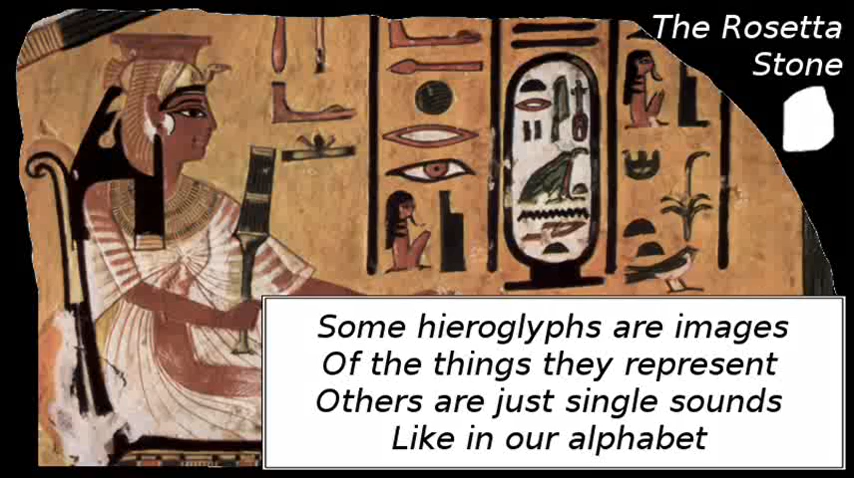 The Rosetta
Stone
Some hieroglyphs are images
Of the things they represent
Others are just single sounds
Like in our alphabet